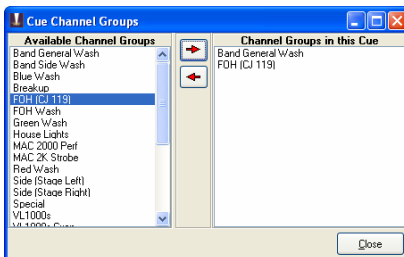 Cue Channel Groups
Available Channel Groups
Band General Wash
Band Side Wash
Blue Wash
Breakup
FOH (CJ 119)
FOH Wash
Green Wash
House Lights
MAC 2000 Perf
MAC 2K Strobe
Red Wash
Side (Stage Left)
Side (Stage Right)
Special
VL1000s
Channel Groups in this Cue
Band General Wash
FOH (CJ 119)
Close